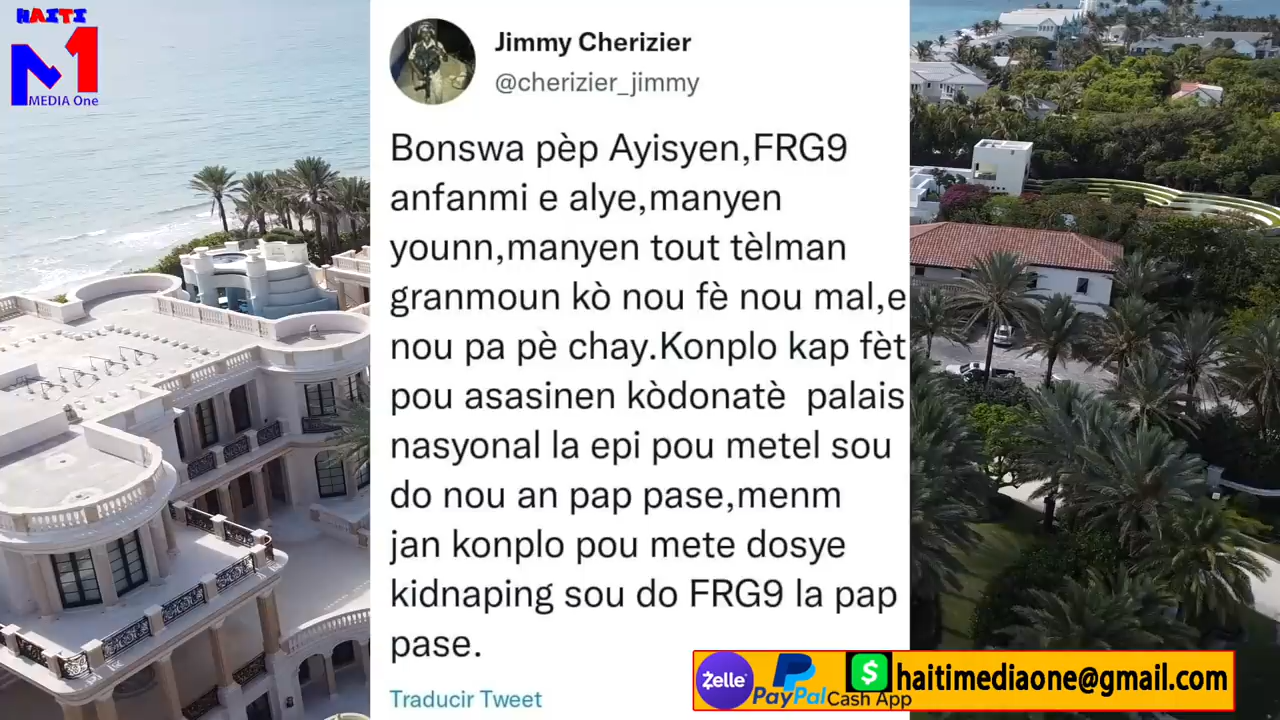 HAITI
M1
MEDIA One
Jimmy Cherizier
@cherizier_jimmy
Bonswa pèp Ayisyen,FRG9
anfanmi e alye,manyen
younn,manyen tout tèlman
granmoun kò nou fè nou mal,e
nou pa pè chay.Konplo kap fèt
pou asasinen kòdonatè  palais
nasyonal la epi pou metel sou
do nou an pap pase,menm
jan konplo pou mete dosye
kidnaping sou do FRG9 la pap
pase.
Traducir Tweet
Zelle
PayPal
$
Cash App
haitimediaone@gmail.com